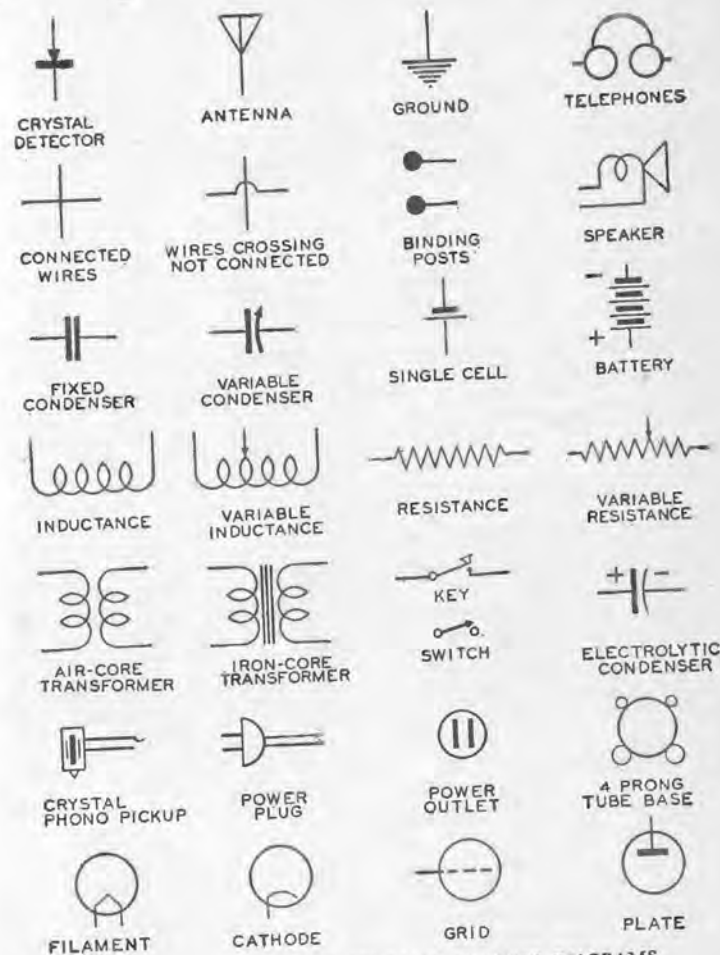 CRYSTAL
DETECTOR
ANTENNA
GROUND
TELEPHONES
CONNECTED
WIRES
WIRES CROSSING
NOT CONNECTED
BINDING
POSTS
SPEAKER
FIXED
CONDENSER
VARIABLE
CONDENSER
SINGLE CELL
-
+
BATTERY
INDUCTANCE
VARIABLE
INDUCTANCE
RESISTANCE
VARIABLE
RESISTANCE
AIR-CORE
TRANSFORMER
IRON-CORE
TRANSFORMER
KEY
SWITCH
+ -
ELECTROLYTIC
CONDENSER
CRYSTAL
PHONO PICKUP
POWER
PLUG
POWER
OUTLET
4 PRONG
TUBE BASE
FILAMENT
CATHODE
GRID
PLATE